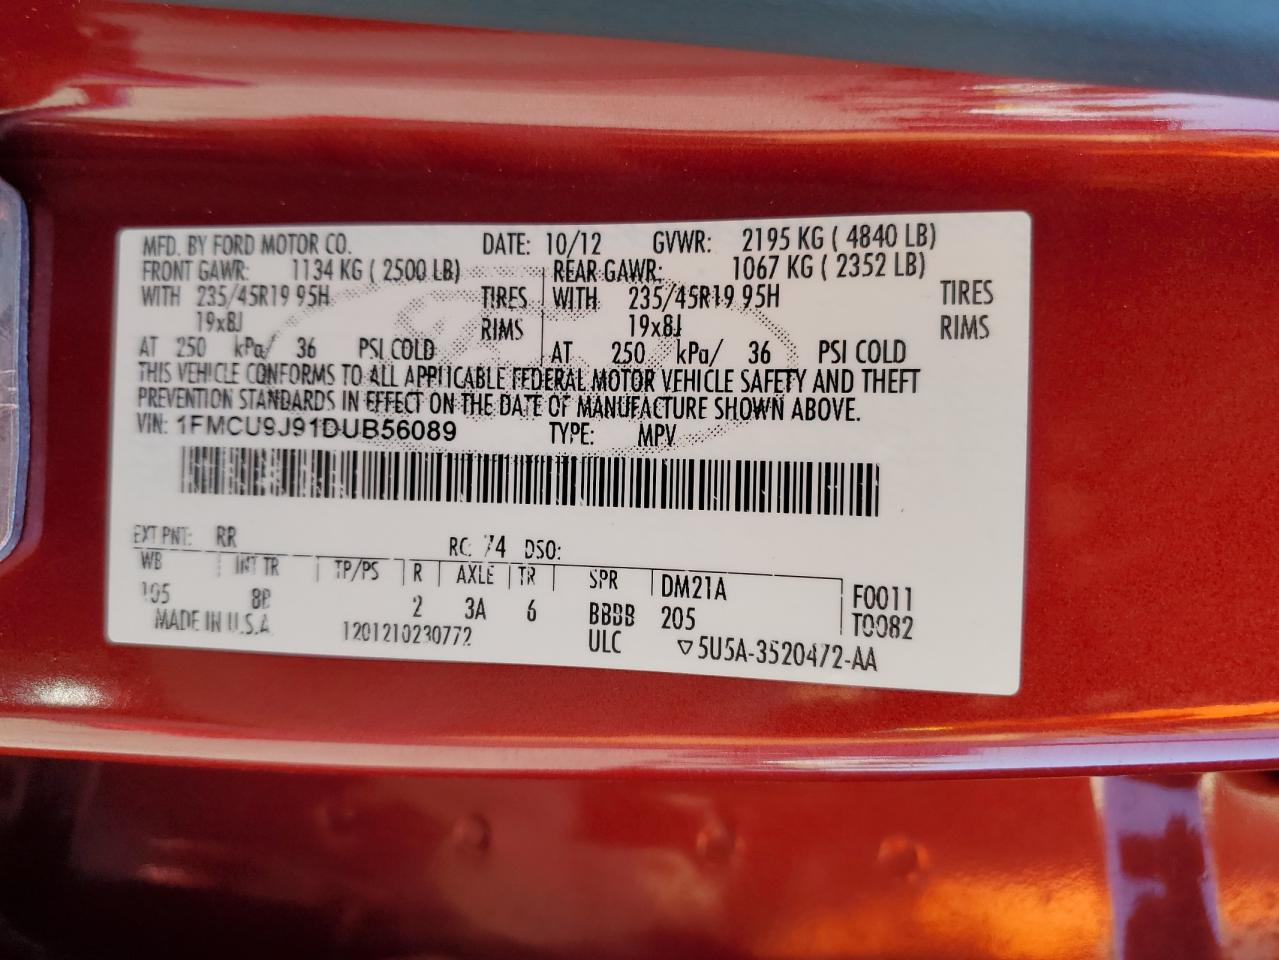 MFD. BY FORD MOTOR CO. DATE: 10/12 GVWR: 2195 KG ( 4840 LB)
FRONT GAWR: 1134 KG ( 2500 LB) REAR GAWR: 1067 KG ( 2352 LB)
WITH 235/45R19 95H TIRES WITH 235/45R19 95H TIRES
19x8J RIMS 19x8J RIMS
AT 250 kPa/ 36 PSI COLD AT 250 kPa/ 36 PSI COLD
THIS VEHICLE CONFORMS TO ALL APPLICABLE FEDERAL MOTOR VEHICLE SAFETY AND THEFT
PREVENTION STANDARDS IN EFFECT ON THE DATE OF MANUFACTURE SHOWN ABOVE.
VIN: 1FMCU9J91DUB56089 TYPE: MPV
EXT PNT: RR RC: 74 DSO:
WB INT TR TP/PS R AXLE TR SPR DM21A F0011
105 8B 2 3A 6 BBBB 205 T0082
MADE IN U.S.A. 1201210230772 ULC ▽5U5A-3520472-AA